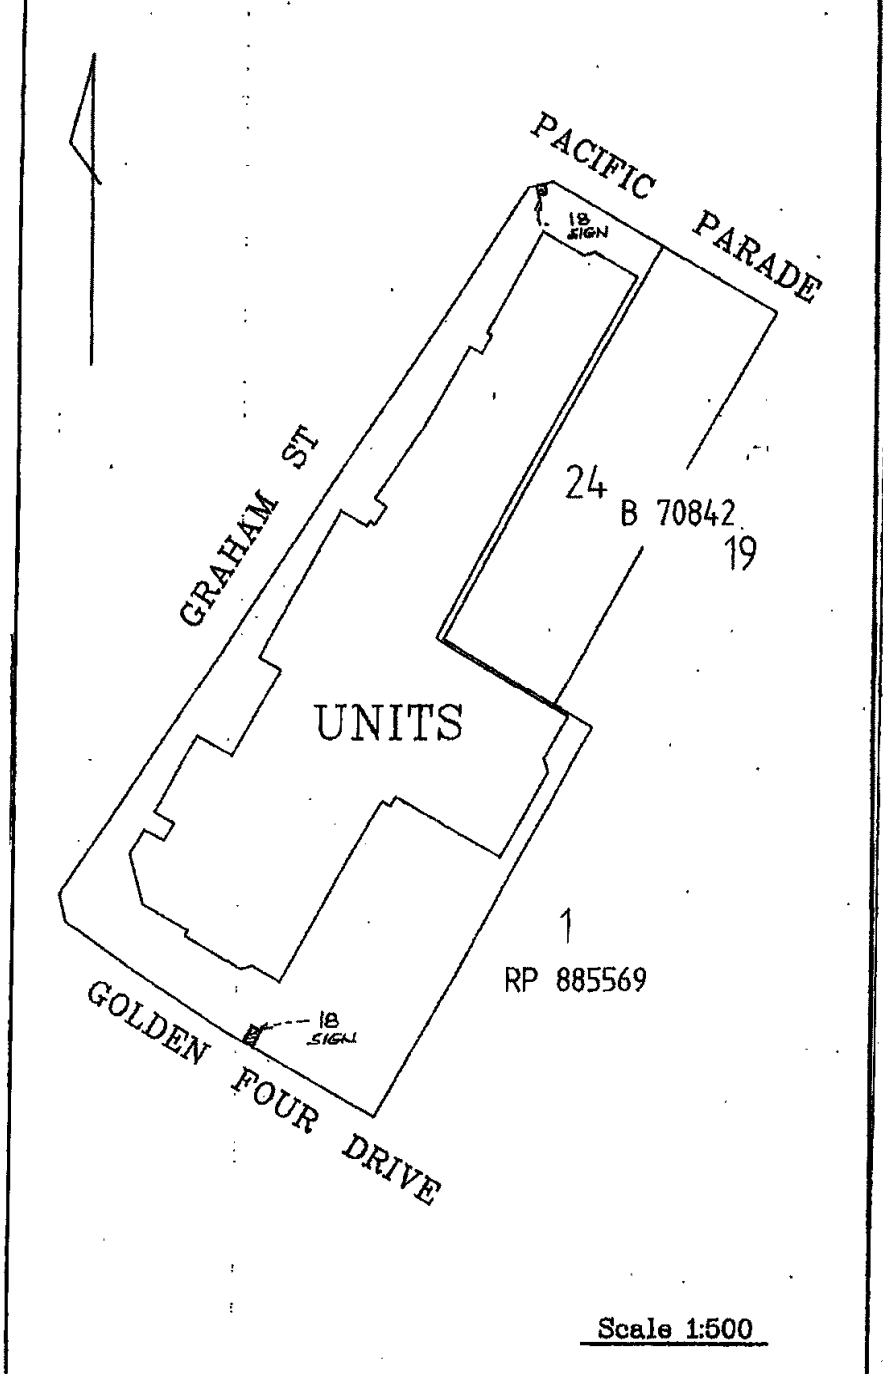 PACIFIC PARADE
18
SIGN
GRAHAM ST
24
B 70842
19
UNITS
1
RP 885569
18
SIGN
GOLDEN FOUR DRIVE
Scale 1:500